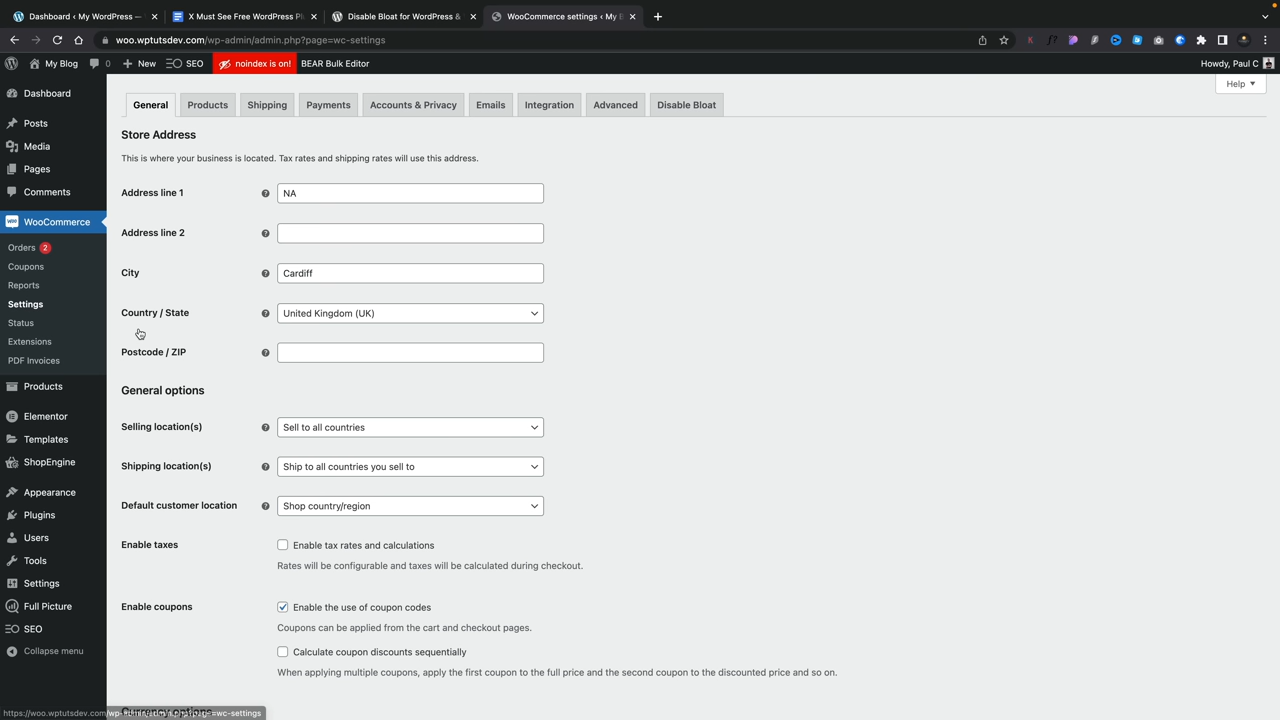 Dashboard ‹ My WordPress —
X Must See Free WordPress Pl
Disable Bloat for WordPress &
WooCommerce settings ‹ My B
woo.wptutsdev.com/wp-admin/admin.php?page=wc-settings
My Blog
0
New
SEO
noindex is on!
BEAR Bulk Editor
Howdy, Paul C
Help
Dashboard
Posts
Media
Pages
Comments
WooCommerce
Orders 2
Coupons
Reports
Settings
Status
Extensions
PDF Invoices
Products
Elementor
Templates
ShopEngine
Appearance
Plugins
Users
Tools
Settings
Full Picture
SEO
Collapse menu
General
Products
Shipping
Payments
Accounts & Privacy
Emails
Integration
Advanced
Disable Bloat
Store Address
This is where your business is located. Tax rates and shipping rates will use this address.
Address line 1
NA
Address line 2
City
Cardiff
Country / State
United Kingdom (UK)
Postcode / ZIP
General options
Selling location(s)
Sell to all countries
Shipping location(s)
Ship to all countries you sell to
Default customer location
Shop country/region
Enable taxes
Enable tax rates and calculations
Rates will be configurable and taxes will be calculated during checkout.
Enable coupons
Enable the use of coupon codes
Coupons can be applied from the cart and checkout pages.
Calculate coupon discounts sequentially
When applying multiple coupons, apply the first coupon to the full price and the second coupon to the discounted price and so on.
Currency options
https://woo.wptutsdev.com/wp-admin/admin.php?page=wc-settings